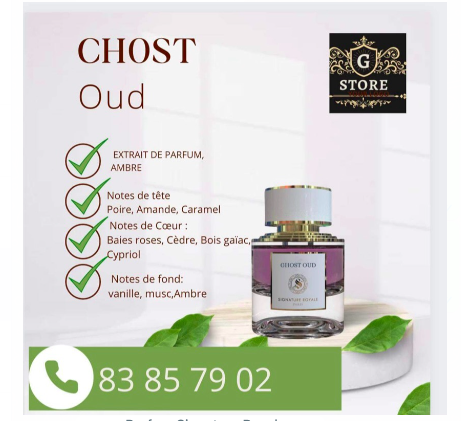 CHOST
Oud
G
STORE
EXTRAIT DE PARFUM,
AMBRE
Notes de tête
Poire, Amande, Caramel
Notes de Cœur :
Baies roses, Cèdre, Bois gaïac,
Cypriol
Notes de fond:
vanille, musc,Ambre
GHOST OUD
83 85 79 02